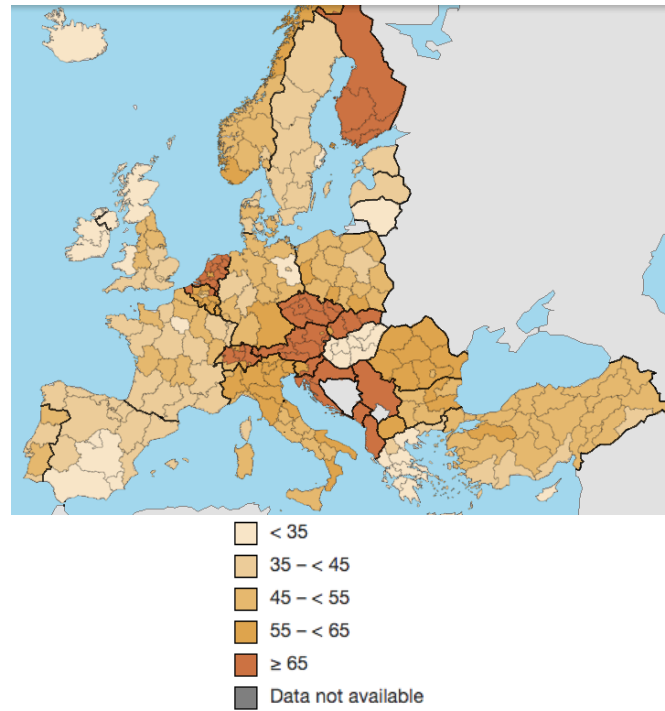 < 35
35 – < 45
45 – < 55
55 – < 65
≥ 65
Data not available